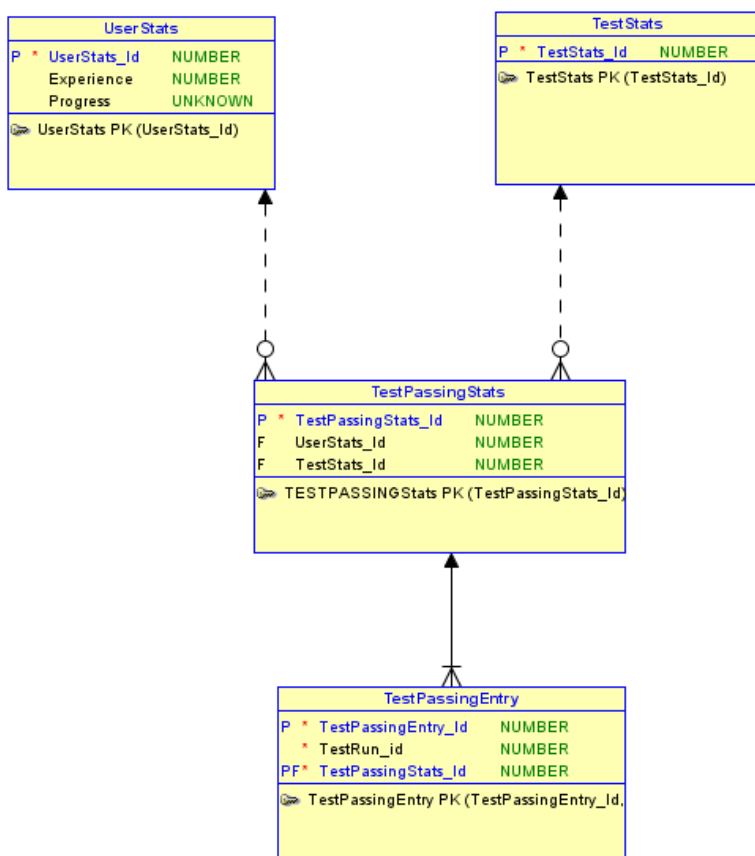 UserStats
P * UserStats_Id NUMBER
Experience NUMBER
Progress UNKNOWN
UserStats PK (UserStats_Id)
TestStats
P * TestStats_Id NUMBER
TestStats PK (TestStats_Id)
TestPassingStats
P * TestPassingStats_Id NUMBER
F UserStats_Id NUMBER
F TestStats_Id NUMBER
TESTPASSINGStats PK (TestPassingStats_Id)
TestPassingEntry
P * TestPassingEntry_Id NUMBER
* TestRun_id NUMBER
PF* TestPassingStats_Id NUMBER
TestPassingEntry PK (TestPassingEntry_Id,